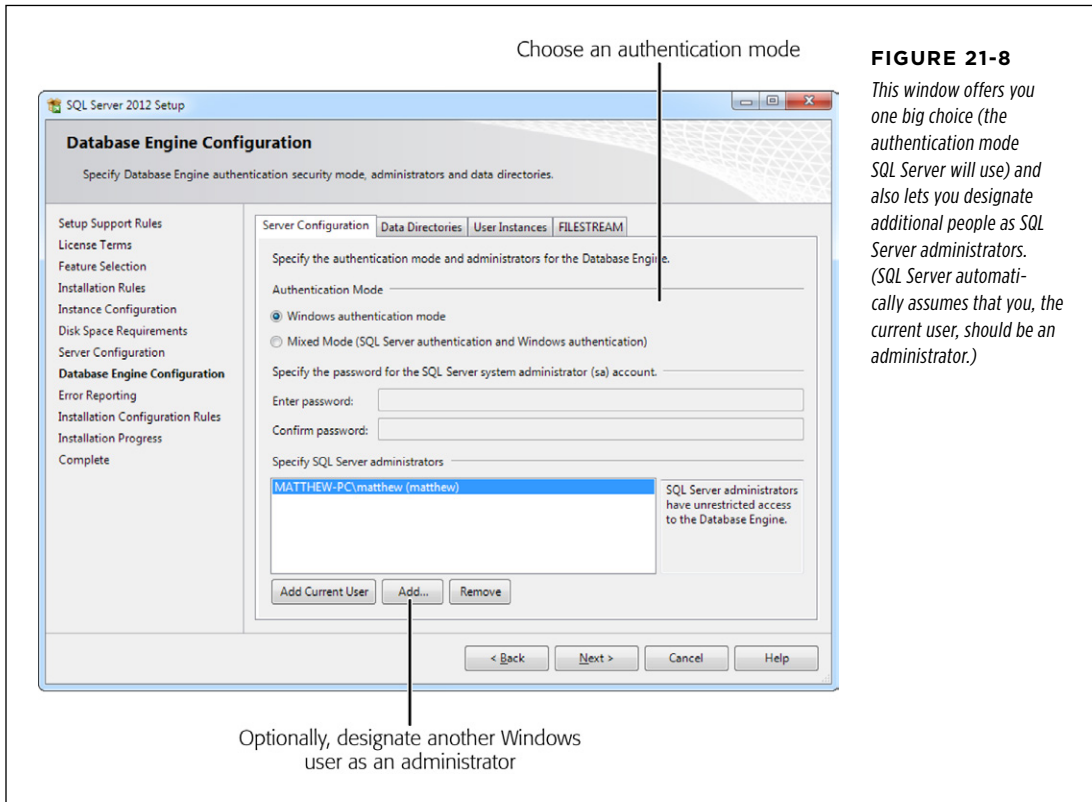 Choose an authentication mode
SQL Server 2012 Setup
Database Engine Configuration
Specify Database Engine authentication security mode, administrators and data directories.
Setup Support Rules
License Terms
Feature Selection
Installation Rules
Instance Configuration
Disk Space Requirements
Server Configuration
Database Engine Configuration
Error Reporting
Installation Configuration Rules
Installation Progress
Complete
Server Configuration Data Directories User Instances FILESTREAM
Specify the authentication mode and administrators for the Database Engine.
Authentication Mode
Windows authentication mode
Mixed Mode (SQL Server authentication and Windows authentication)
Specify the password for the SQL Server system administrator (sa) account.
Enter password:
Confirm password:
Specify SQL Server administrators
MATTHEW-PC\matthew (matthew)
SQL Server administrators
have unrestricted access
to the Database Engine.
Add Current User Add... Remove
< Back Next > Cancel Help
Optionally, designate another Windows
user as an administrator
FIGURE 21-8
This window offers you
one big choice (the
authentication mode
SQL Server will use) and
also lets you designate
additional people as SQL
Server administrators.
(SQL Server automati-
cally assumes that you, the
current user, should be an
administrator.)